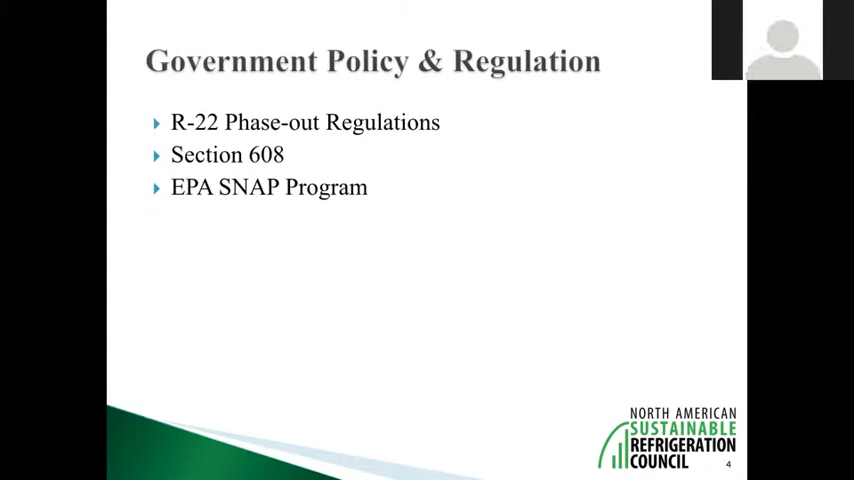 Government Policy & Regulation
R-22 Phase-out Regulations
Section 608
EPA SNAP Program
NORTH AMERICAN
SUSTAINABLE
REFRIGERATION
COUNCIL
4